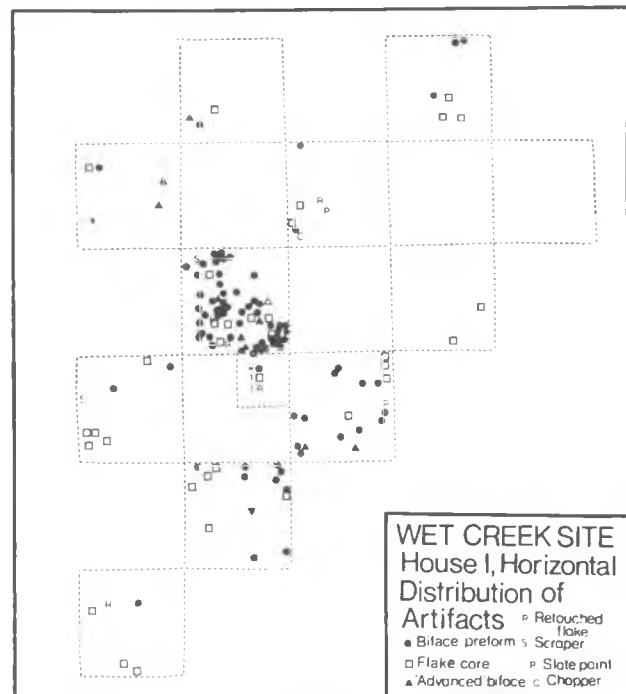 S
R
P
C
S
WET CREEK SITE
House I, Horizontal
Distribution of
Artifacts R Retouched
flake
● Biface preform S Scraper
□ Flake core P Slate point
▲ Advanced biface C Chopper